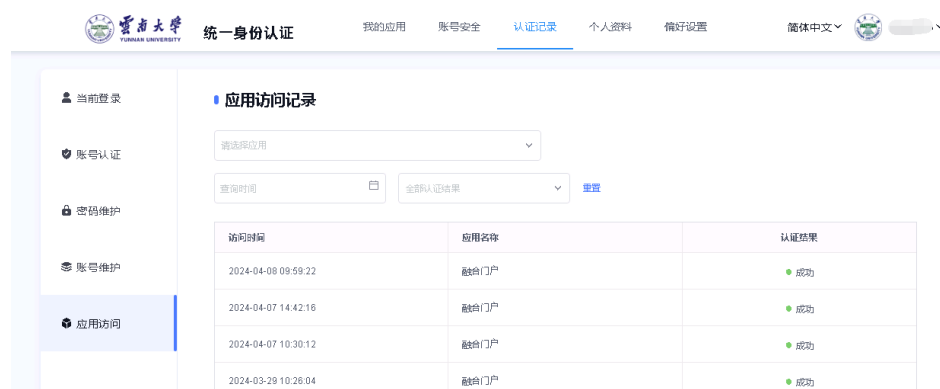 雲南大學 统一身份认证 我的应用 账号安全 认证记录 个人资料 偏好设置 简体中文
YUNNAN UNIVERSITY
当前登录
应用访问记录
请选择应用
账号认证
查询时间 全部认证结果 重置
密码维护
访问时间 应用名称 认证结果
账号维护
2024-04-08 09:59:22 融合门户 成功
2024-04-07 14:42:16 融合门户 成功
应用访问
2024-04-07 10:30:12 融合门户 成功
2024-03-29 10:26:04 融合门户 成功